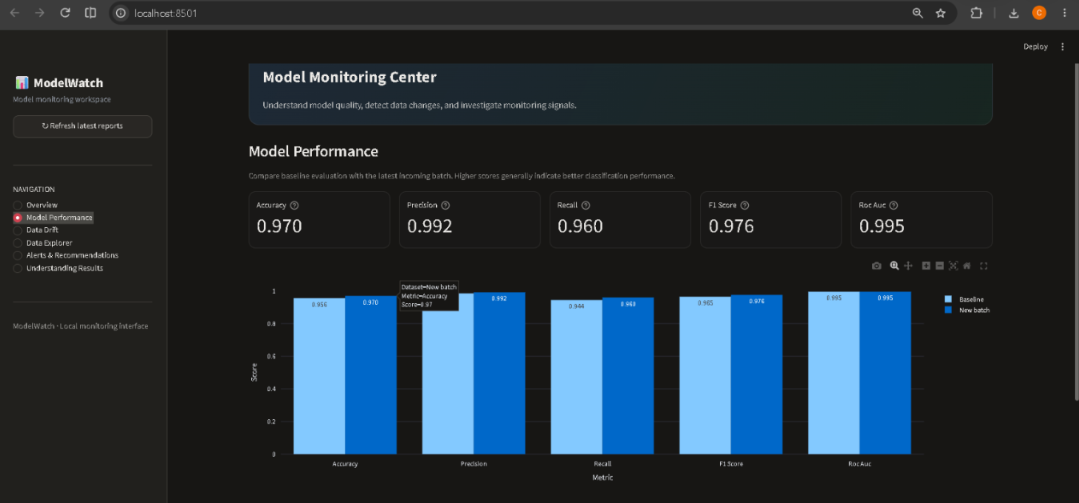 localhost:8501
C
Deploy
ModelWatch
Model monitoring workspace
↻ Refresh latest reports
NAVIGATION
Overview
Model Performance
Data Drift
Data Explorer
Alerts & Recommendations
Understanding Results
ModelWatch · Local monitoring interface
Model Monitoring Center
Understand model quality, detect data changes, and investigate monitoring signals.
Model Performance
Compare baseline evaluation with the latest incoming batch. Higher scores generally indicate better classification performance.
Accuracy
0.970
Precision
0.992
Recall
0.960
F1 Score
0.976
Roc Auc
0.995
Dataset=New batch
Metric=Accuracy
Score=0.97
0.970
0.992
0.944
0.960
0.965
0.976
0.995
0.995
Baseline
New batch
Score
1
0.8
0.6
0.4
0.2
0
Accuracy
Precision
Recall
F1 Score
Roc Auc
Metric